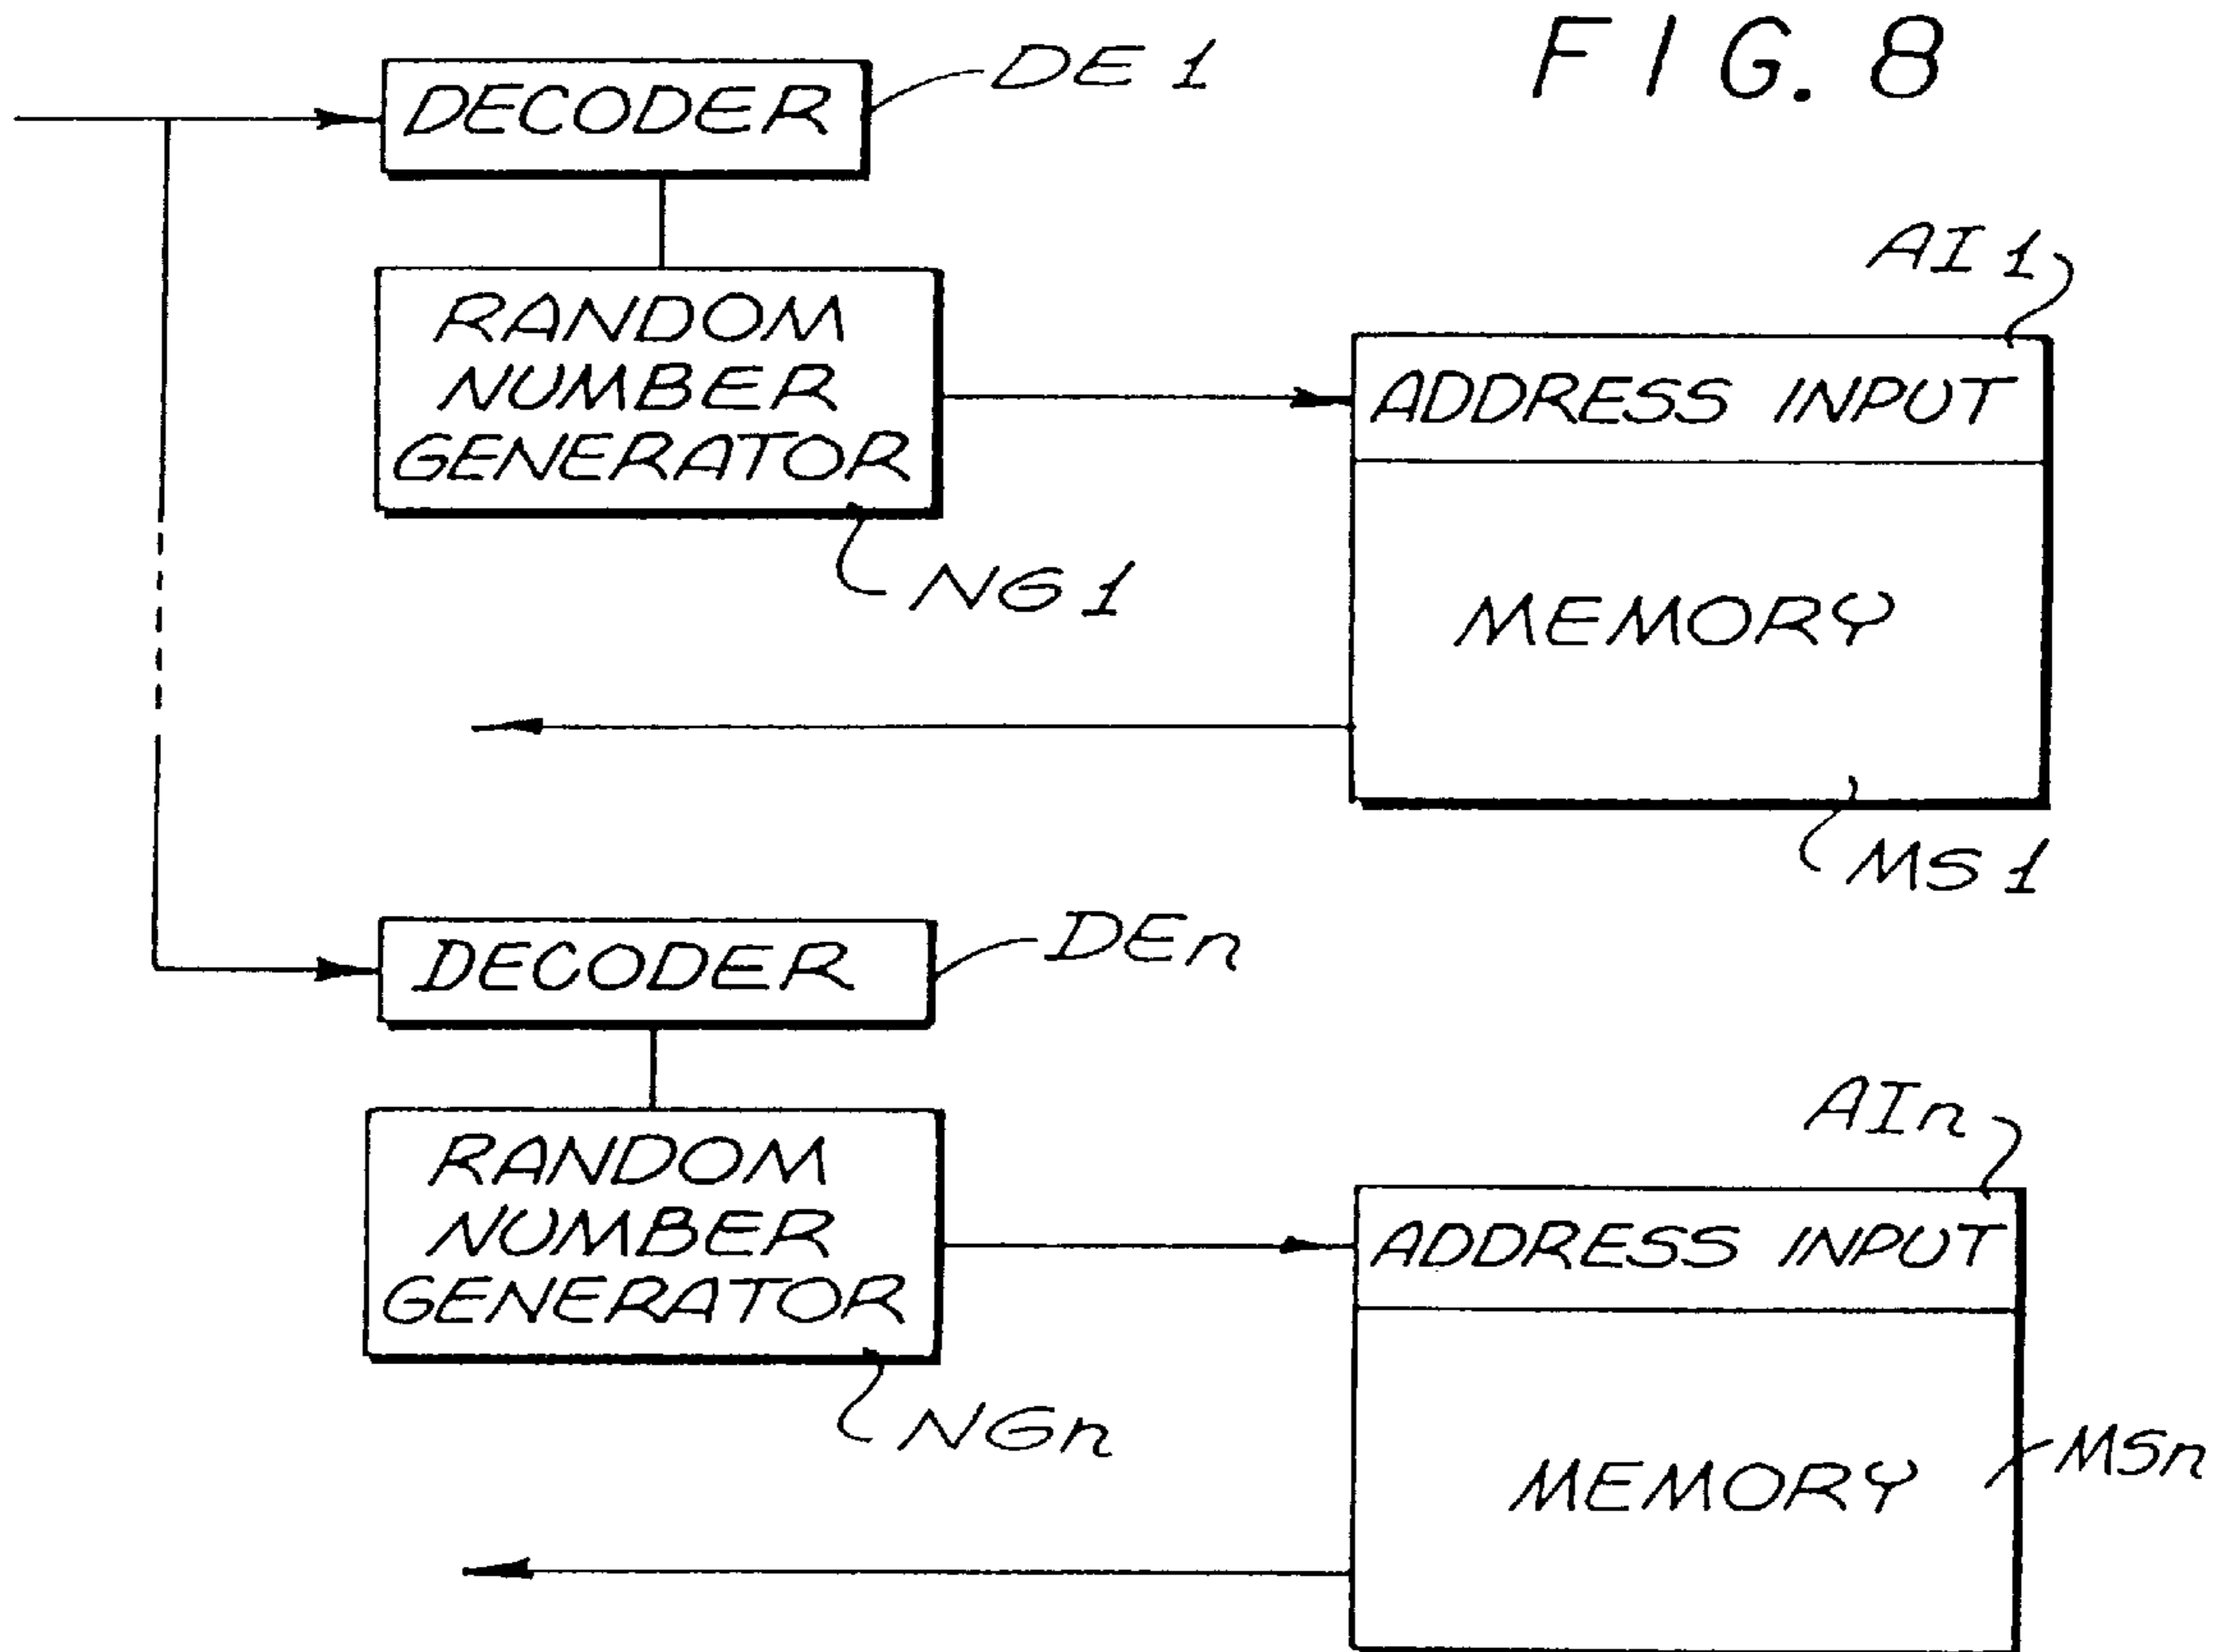 FIG. 8
DECODER
DE 1
RANDOM
NUMBER
GENERATOR
NG 1
AI 1
ADDRESS INPUT
MEMORY
MS 1
DECODER
DEn
RANDOM
NUMBER
GENERATOR
NGn
AIn
ADDRESS INPUT
MEMORY
MSn